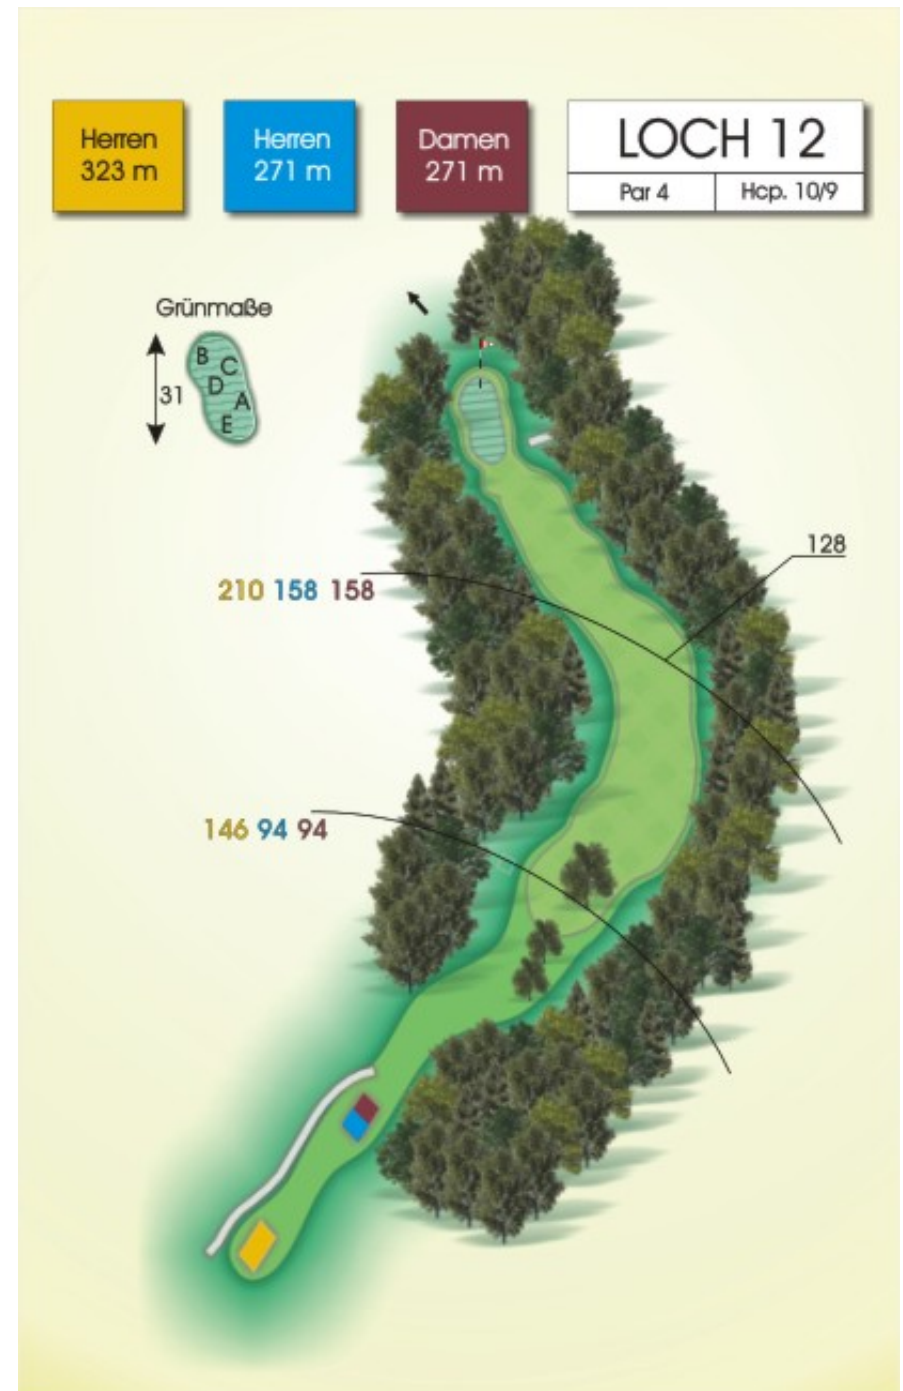 Herren
323 m
Herren
271 m
Damen
271 m
LOCH 12
Par 4
Hcp. 10/9
Grünmaße
B
C
D
A
E
31
128
210 158 158
146 94 94